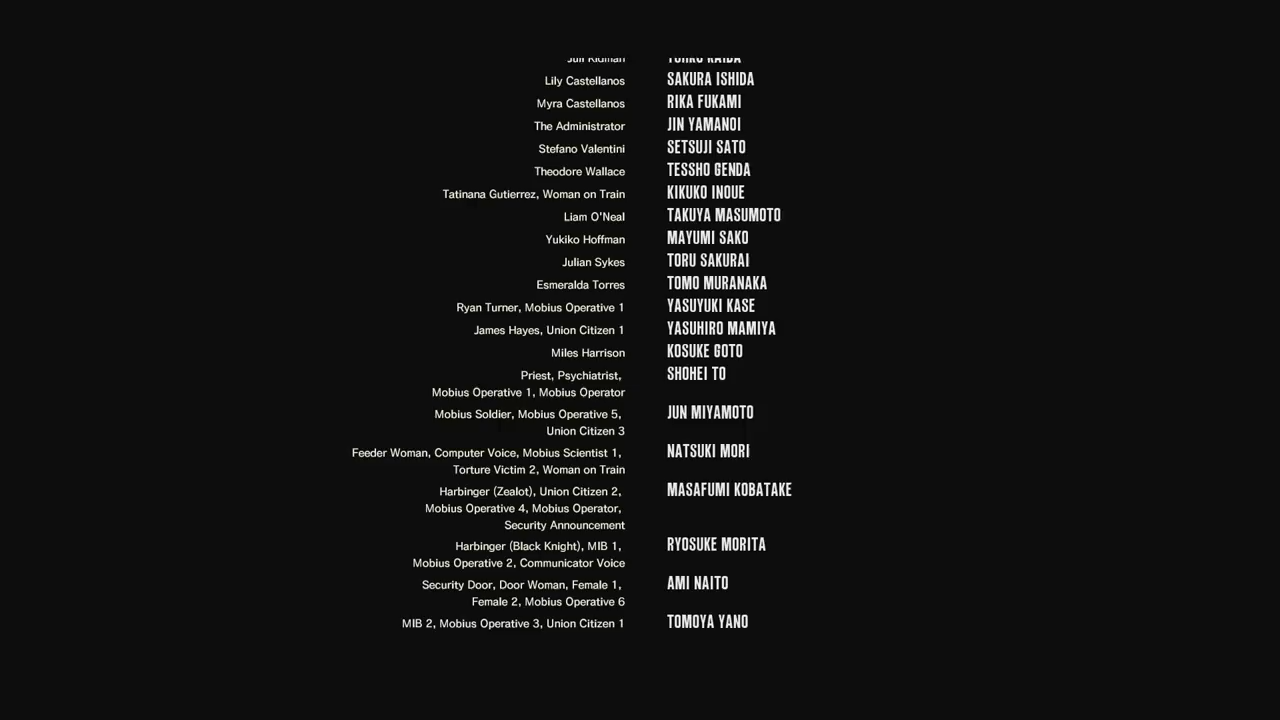 Lily Castellanos SAKURA ISHIDA
Myra Castellanos RIKA FUKAMI
The Administrator JIN YAMANOI
Stefano Valentini SETSUJI SATO
Theodore Wallace TESSHO GENDA
Tatinana Gutierrez, Woman on Train KIKUKO INOUE
Liam O'Neal TAKUYA MASUMOTO
Yukiko Hoffman MAYUMI SAKO
Julian Sykes TORU SAKURAI
Esmeralda Torres TOMO MURANAKA
Ryan Turner, Mobius Operative 1 YASUYUKI KASE
James Hayes, Union Citizen 1 YASUHIRO MAMIYA
Miles Harrison KOSUKE GOTO
Priest, Psychiatrist, SHOHEI TO
Mobius Operative 1, Mobius Operator
Mobius Soldier, Mobius Operative 5, JUN MIYAMOTO
Union Citizen 3
Feeder Woman, Computer Voice, Mobius Scientist 1, NATSUKI MORI
Torture Victim 2, Woman on Train
Harbinger (Zealot), Union Citizen 2, MASAFUMI KOBATAKE
Mobius Operative 4, Mobius Operator,
Security Announcement
Harbinger (Black Knight), MIB 1, RYOSUKE MORITA
Mobius Operative 2, Communicator Voice
Security Door, Door Woman, Female 1, AMI NAITO
Female 2, Mobius Operative 6
MIB 2, Mobius Operative 3, Union Citizen 1 TOMOYA YANO